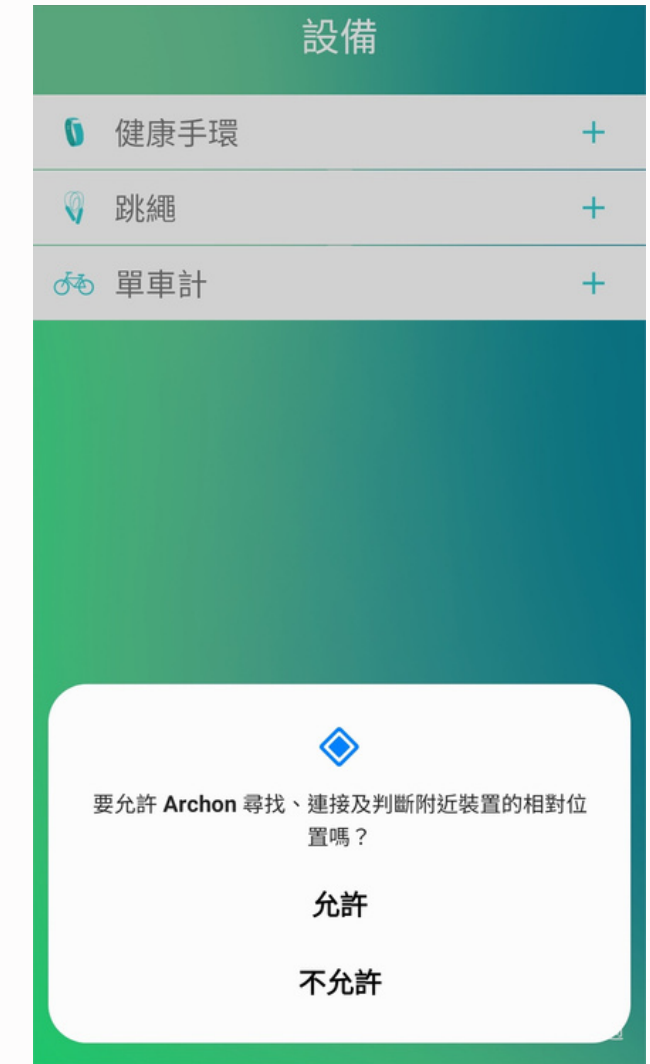 設備
健康手環
跳繩
單車計
要允許 Archon 尋找、連接及判斷附近裝置的相對位
置嗎？
允許
不允許